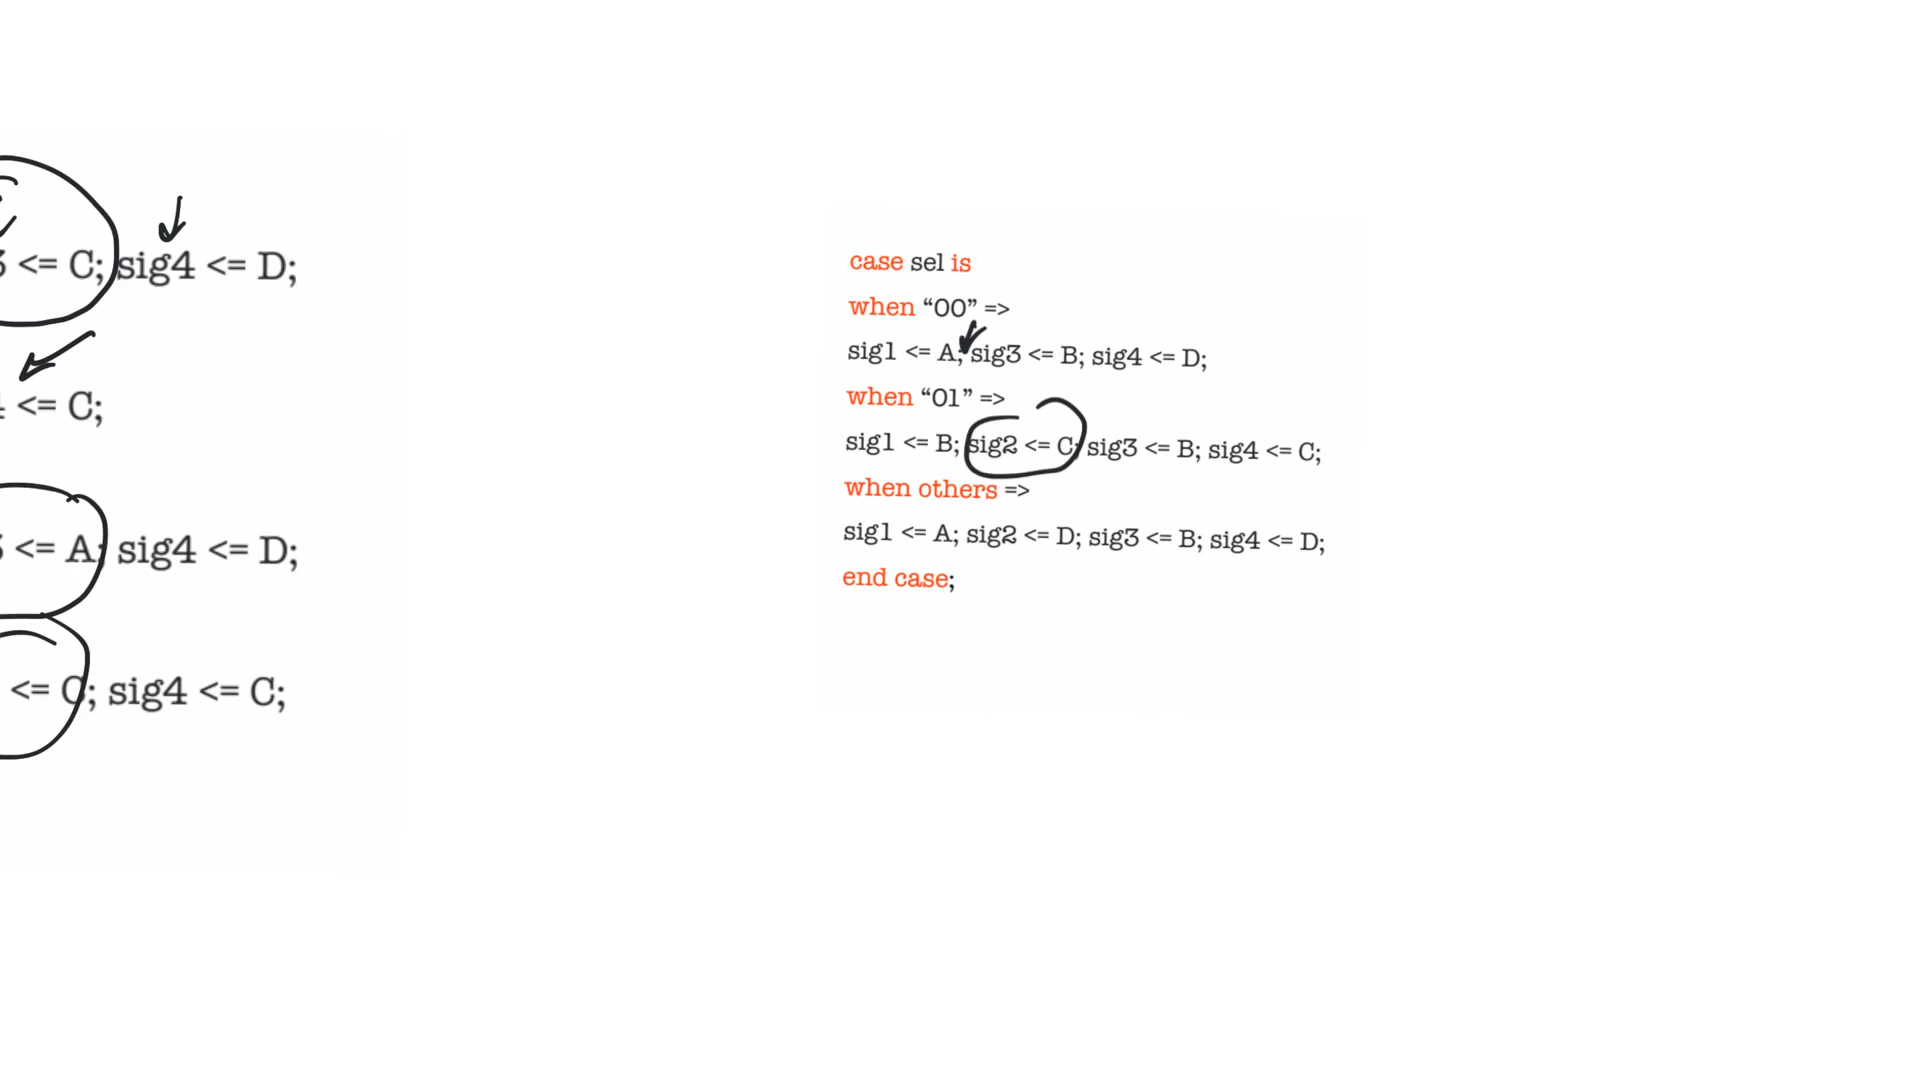 <= C; sig4 <= D;
<= C;
<= A; sig4 <= D;
<= C; sig4 <= C;
case sel is
when “00” =>
sig1 <= A; sig3 <= B; sig4 <= D;
when “01” =>
sig1 <= B; sig2 <= C; sig3 <= B; sig4 <= C;
when others =>
sig1 <= A; sig2 <= D; sig3 <= B; sig4 <= D;
end case;